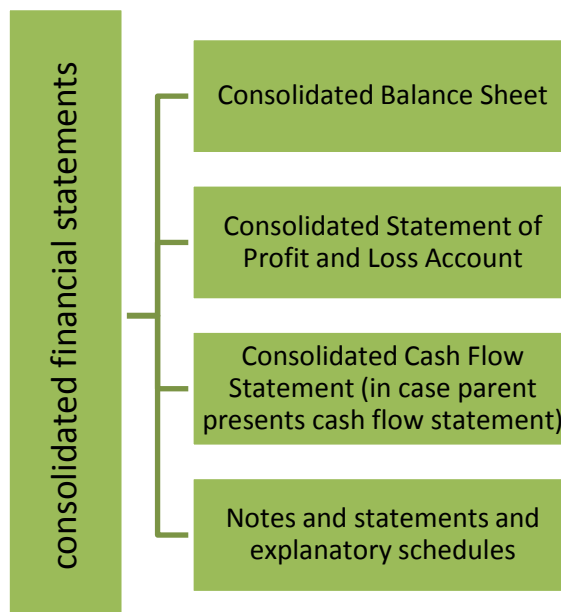 consolidated financial statements
Consolidated Balance Sheet
Consolidated Statement of
Profit and Loss Account
Consolidated Cash Flow
Statement (in case parent
presents cash flow statement)
Notes and statements and
explanatory schedules